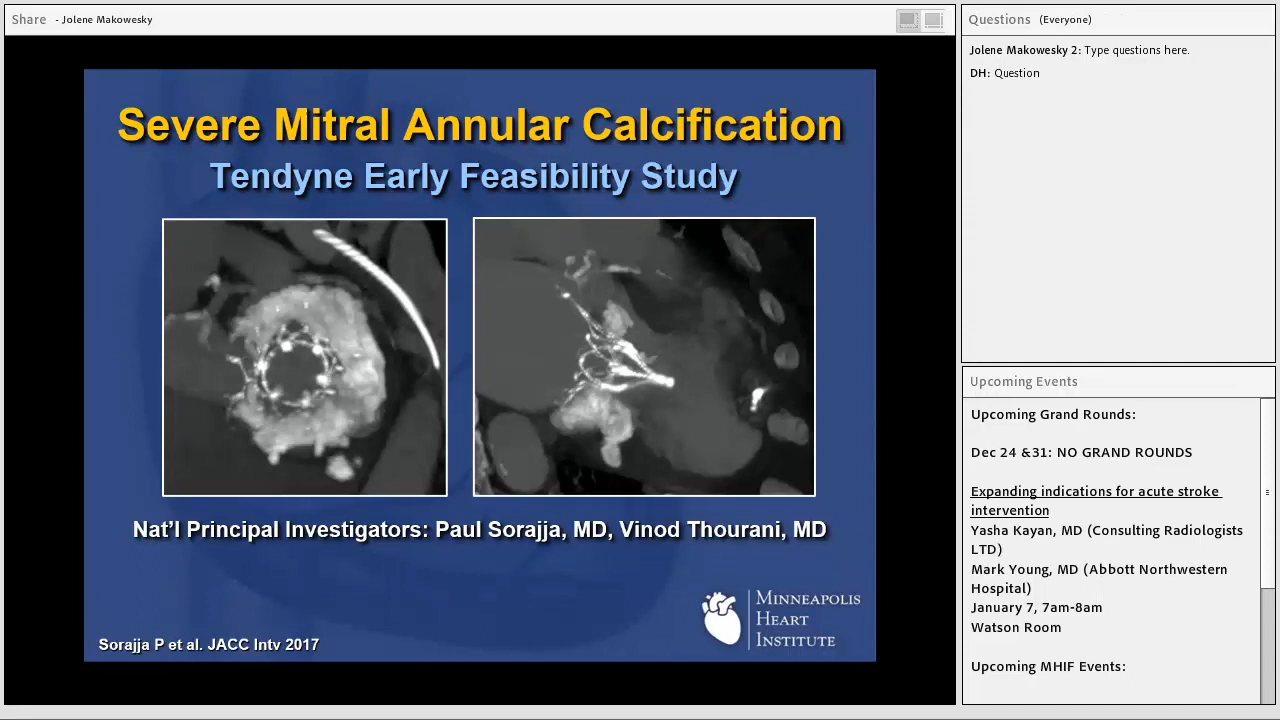 Share - Jolene Makowesky
Severe Mitral Annular Calcification
Tendyne Early Feasibility Study
Nat'l Principal Investigators: Paul Sorajja, MD, Vinod Thourani, MD
MINNEAPOLIS
HEART
INSTITUTE
Sorajja P et al. JACC Intv 2017
Questions (Everyone)
Jolene Makowesky 2: Type questions here.
DH: Question
Upcoming Events
Upcoming Grand Rounds:
Dec 24 &31: NO GRAND ROUNDS
Expanding indications for acute stroke
intervention
Yasha Kayan, MD (Consulting Radiologists
LTD)
Mark Young, MD (Abbott Northwestern
Hospital)
January 7, 7am-8am
Watson Room
Upcoming MHIF Events: